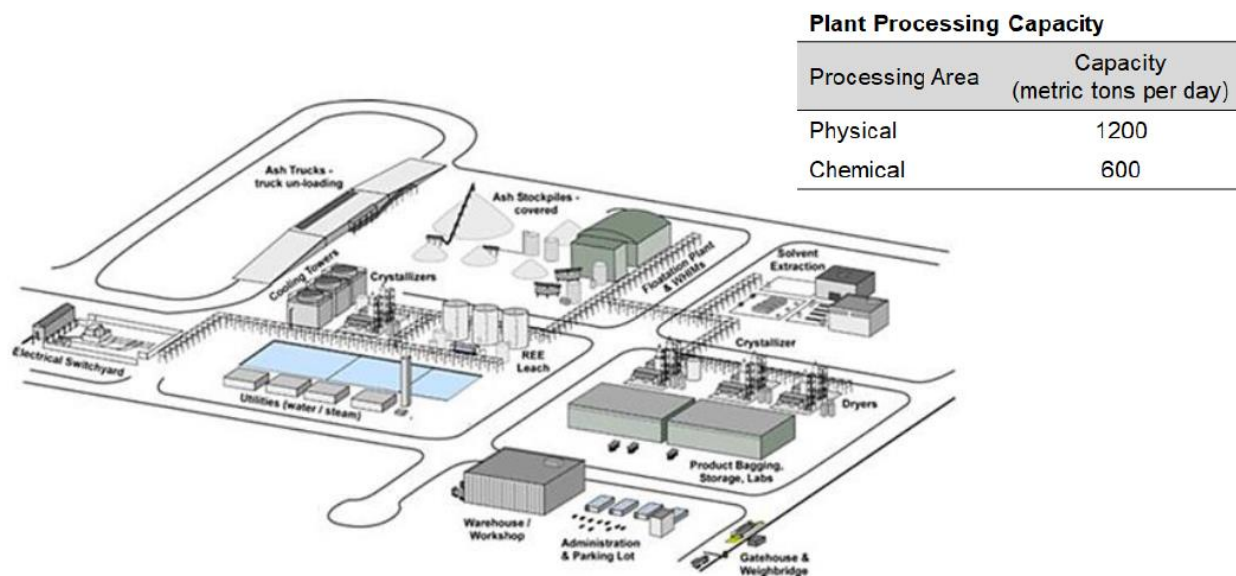 Plant Processing Capacity
Processing Area
Capacity
(metric tons per day)
Physical 1200
Chemical 600
Ash Trucks -
truck un-loading
Ash Stockpiles -
covered
Cooling Towers
Crystallizers
Floatation Plant
& WHIMs
Solvent
Extraction
Electrical Switchyard
REE
Leach
Crystallizer
Utilities (water / steam)
Dryers
Product Bagging,
Storage, Labs
Warehouse /
Workshop
Administration
& Parking Lot
Gatehouse &
Weighbridge